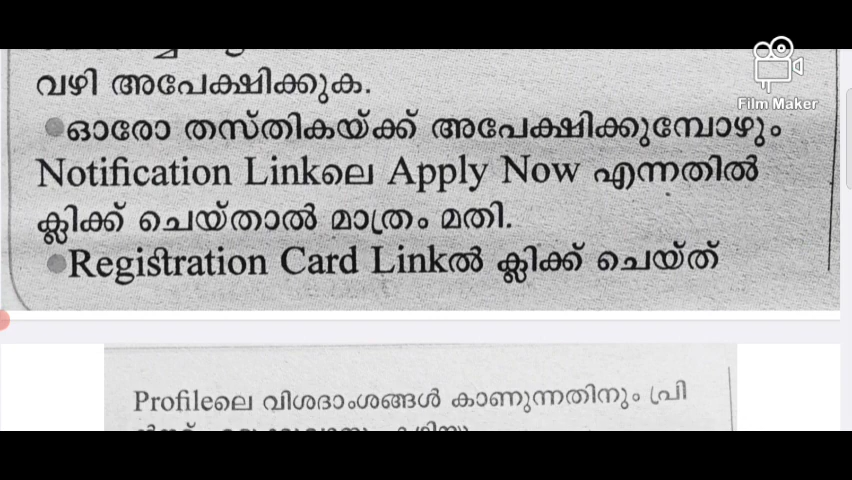 വഴി അപേക്ഷിക്കുക.
Film Maker
ഓരോ തസ്തികയ്ക്ക് അപേക്ഷിക്കുമ്പോഴും
Notification Linkലെ Apply Now എന്നതിൽ
ക്ലിക്ക് ചെയ്താൽ മാത്രം മതി.
Registration Card Linkൽ ക്ലിക്ക് ചെയ്ത്
Profileലെ വിശദാംശങ്ങൾ കാണുന്നതിനും പ്രി